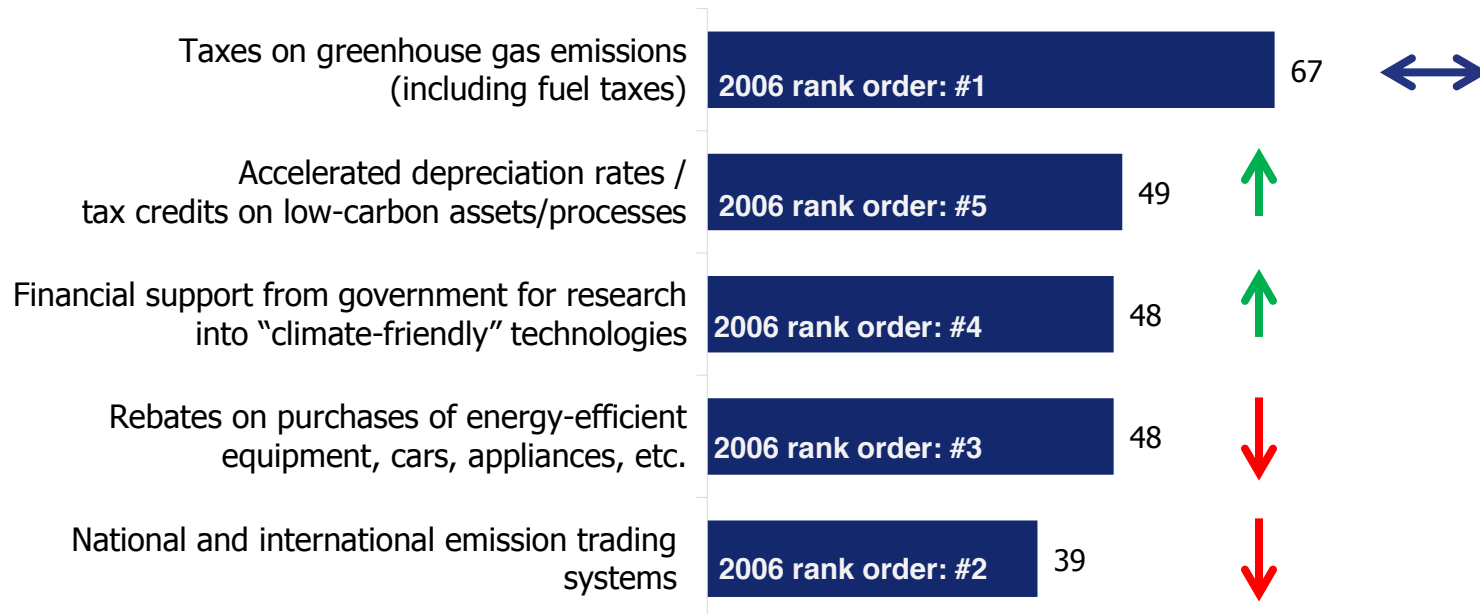 Taxes on greenhouse gas emissions
(including fuel taxes)
2006 rank order: #1
67
Accelerated depreciation rates /
tax credits on low-carbon assets/processes
2006 rank order: #5
49
Financial support from government for research
into “climate-friendly” technologies
2006 rank order: #4
48
Rebates on purchases of energy-efficient
equipment, cars, appliances, etc.
2006 rank order: #3
48
National and international emission trading
systems
2006 rank order: #2
39